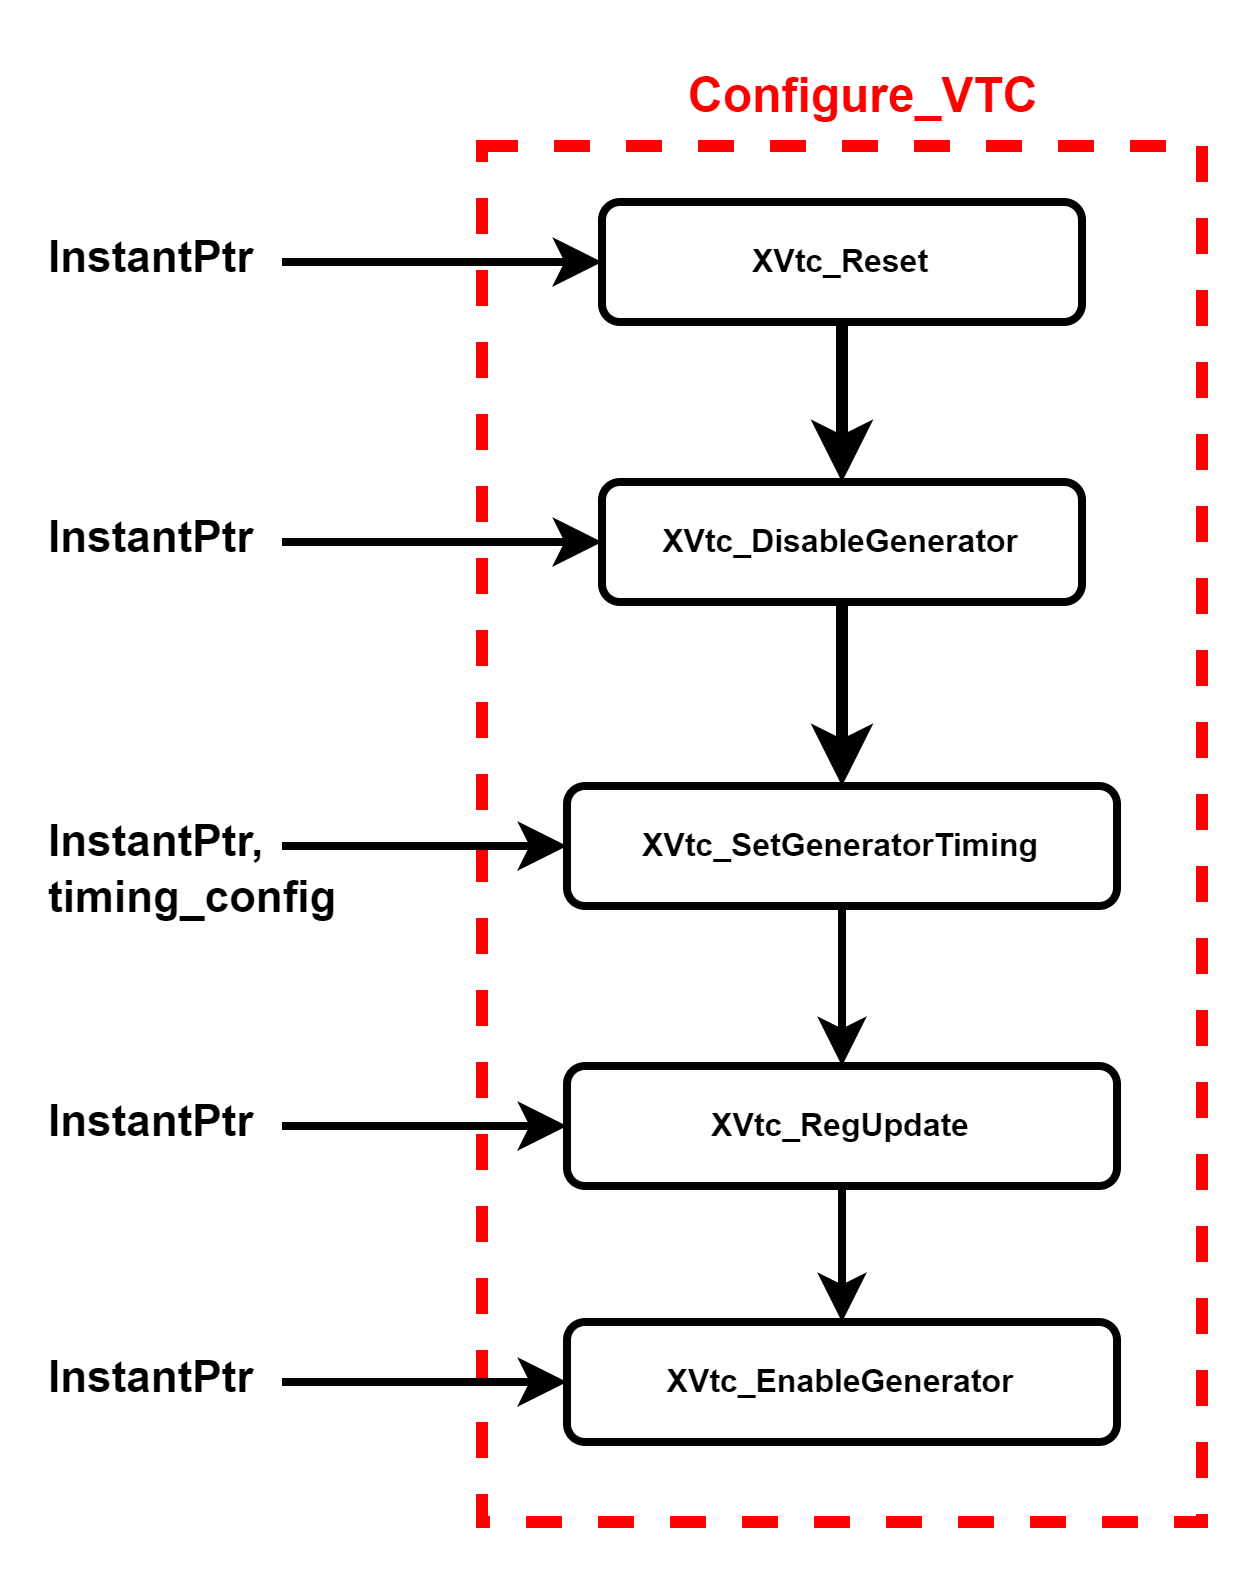 Configure_VTC
InstantPtr
XVtc_Reset
InstantPtr
XVtc_DisableGenerator
InstantPtr,
timing_config
XVtc_SetGeneratorTiming
InstantPtr
XVtc_RegUpdate
InstantPtr
XVtc_EnableGenerator